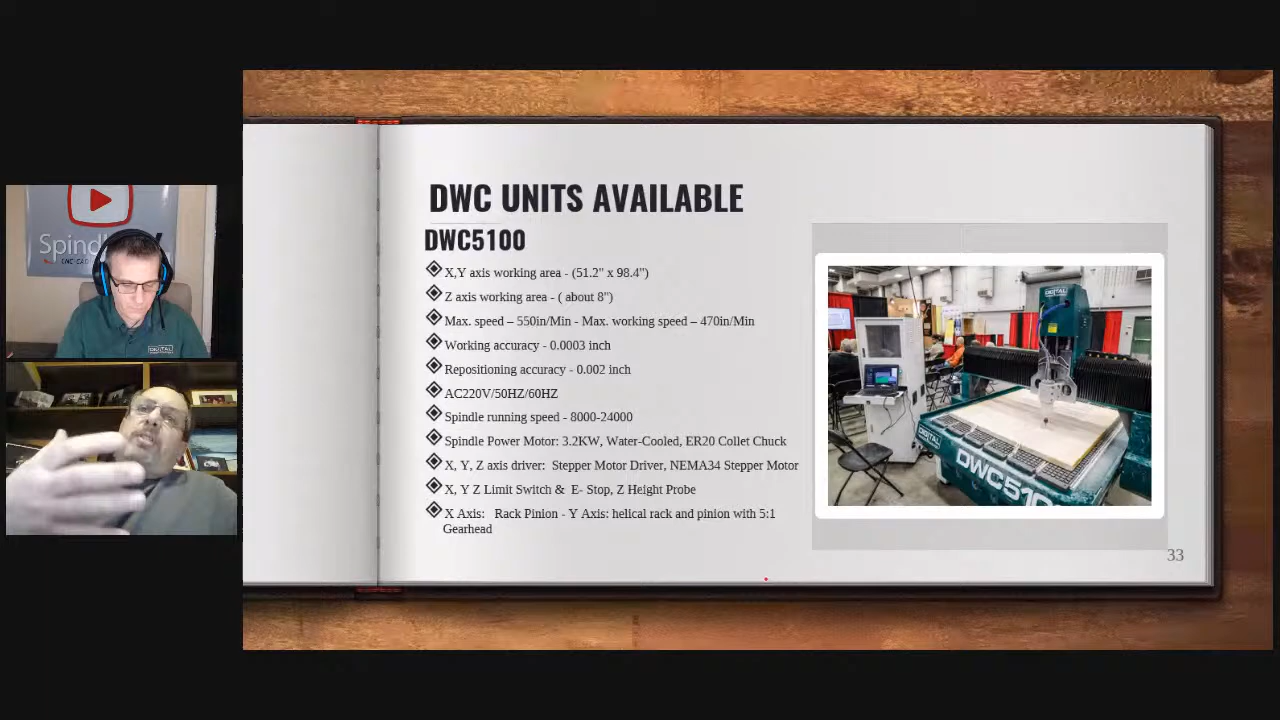 DWC UNITS AVAILABLE
DWC5100
X,Y axis working area - (51.2" x 98.4")
Z axis working area - ( about 8")
Max. speed – 550in/Min - Max. working speed – 470in/Min
Working accuracy - 0.0003 inch
Repositioning accuracy - 0.002 inch
AC220V/50HZ/60HZ
Spindle running speed - 8000-24000
Spindle Power Motor: 3.2KW, Water-Cooled, ER20 Collet Chuck
X, Y, Z axis driver:  Stepper Motor Driver, NEMA34 Stepper Motor
X, Y Z Limit Switch &  E- Stop, Z Height Probe
X Axis:   Rack Pinion - Y Axis: helical rack and pinion with 5:1
Gearhead
33
DIGITAL
DIGITAL
DIGITAL